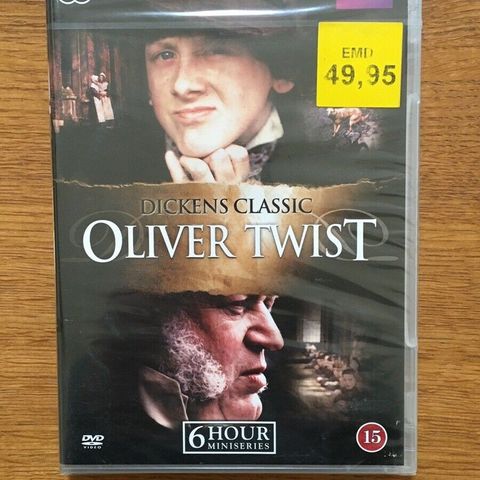 EMD
49,95
DICKENS CLASSIC
OLIVER TWIST
DVD
VIDEO
6 HOUR
MINISERIES
15